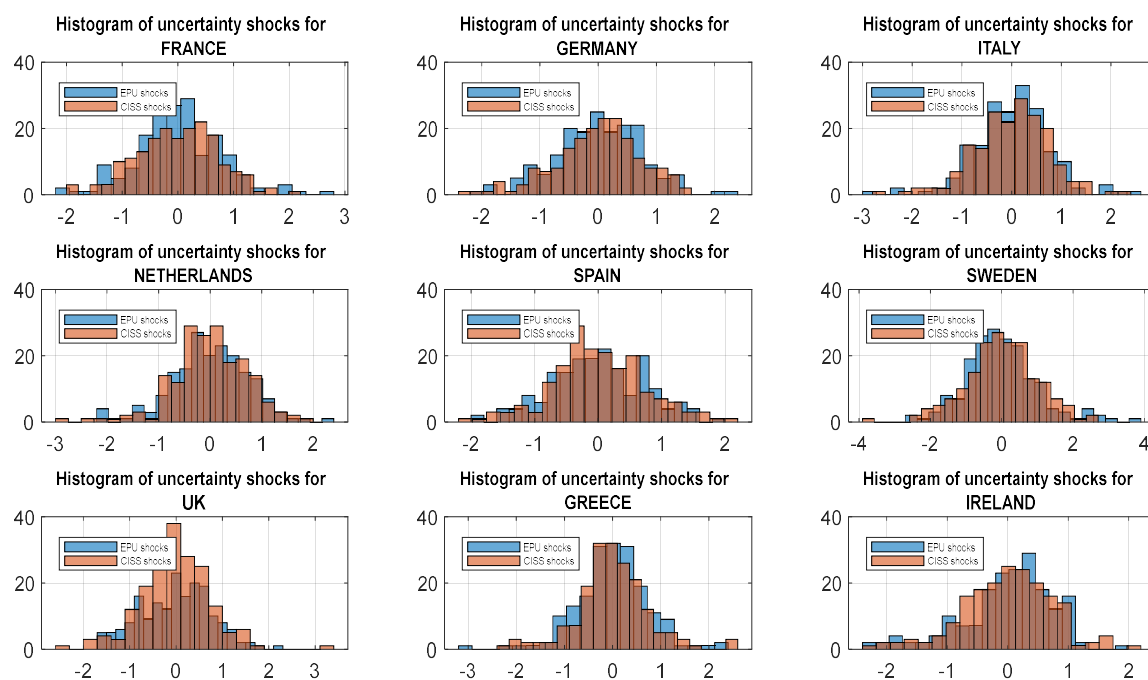 Histogram of uncertainty shocks for
FRANCE
40
20
0
EPU shocks
CISS shocks
-2 -1 0 1 2 3
Histogram of uncertainty shocks for
GERMANY
40
20
0
EPU shocks
CISS shocks
-2 -1 0 1 2
Histogram of uncertainty shocks for
ITALY
40
20
0
EPU shocks
CISS shocks
-3 -2 -1 0 1 2
Histogram of uncertainty shocks for
NETHERLANDS
40
20
0
EPU shocks
CISS shocks
-3 -2 -1 0 1 2
Histogram of uncertainty shocks for
SPAIN
40
20
0
EPU shocks
CISS shocks
-2 -1 0 1 2
Histogram of uncertainty shocks for
SWEDEN
40
20
0
EPU shocks
CISS shocks
-4 -2 0 2 4
Histogram of uncertainty shocks for
UK
40
20
0
EPU shocks
CISS shocks
-2 -1 0 1 2 3
Histogram of uncertainty shocks for
GREECE
40
20
0
EPU shocks
CISS shocks
-3 -2 -1 0 1 2
Histogram of uncertainty shocks for
IRELAND
40
20
0
EPU shocks
CISS shocks
-2 -1 0 1 2